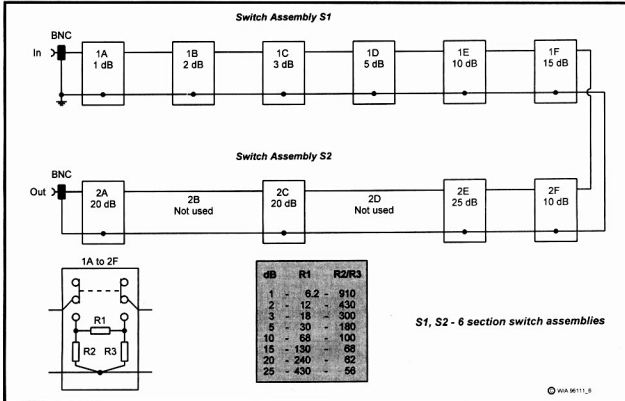 Switch Assembly S1
BNC
In
1A
1 dB
1B
2 dB
1C
3 dB
1D
5 dB
1E
10 dB
1F
15 dB
Switch Assembly S2
BNC
Out
2A
20 dB
2B
Not used
2C
20 dB
2D
Not used
2E
25 dB
2F
10 dB
1A to 2F
R1
R2 R3
dB R1 R2/R3
1 - 6.2 - 910
2 - 12 - 430
3 - 18 - 300
5 - 30 - 180
10 - 68 - 100
15 - 130 - 68
20 - 240 - 62
25 - 430 - 56
S1, S2 - 6 section switch assemblies
© WIA 96111_6